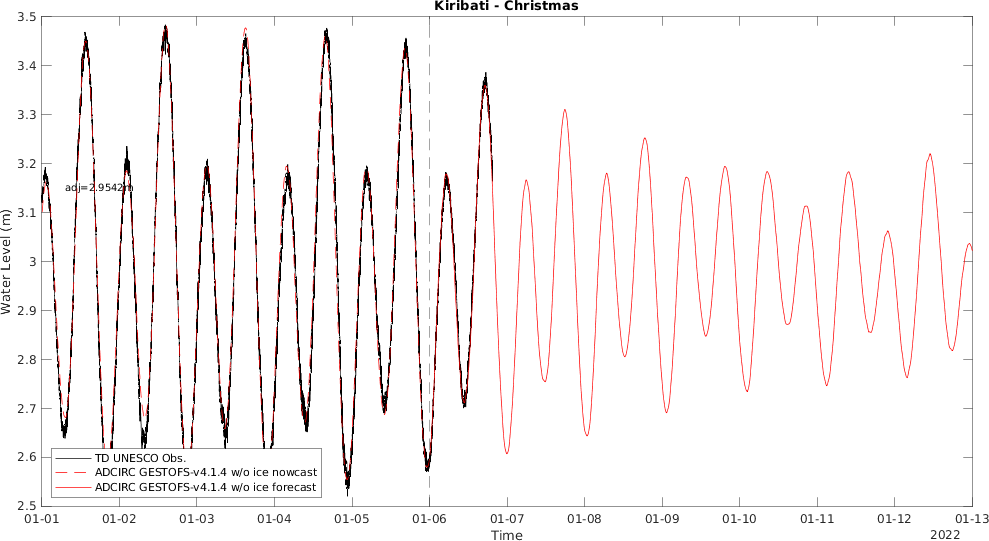 Kiribati - Christmas
3.5
3.4
3.3
3.2
3.1
3
2.9
2.8
2.7
2.6
2.5
Water Level (m)
adj=2.9542m
TD UNESCO Obs.
ADCIRC GESTOFS-v4.1.4 w/o ice nowcast
ADCIRC GESTOFS-v4.1.4 w/o ice forecast
01-01 01-02 01-03 01-04 01-05 01-06 01-07 01-08 01-09 01-10 01-11 01-12 01-13
Time
2022